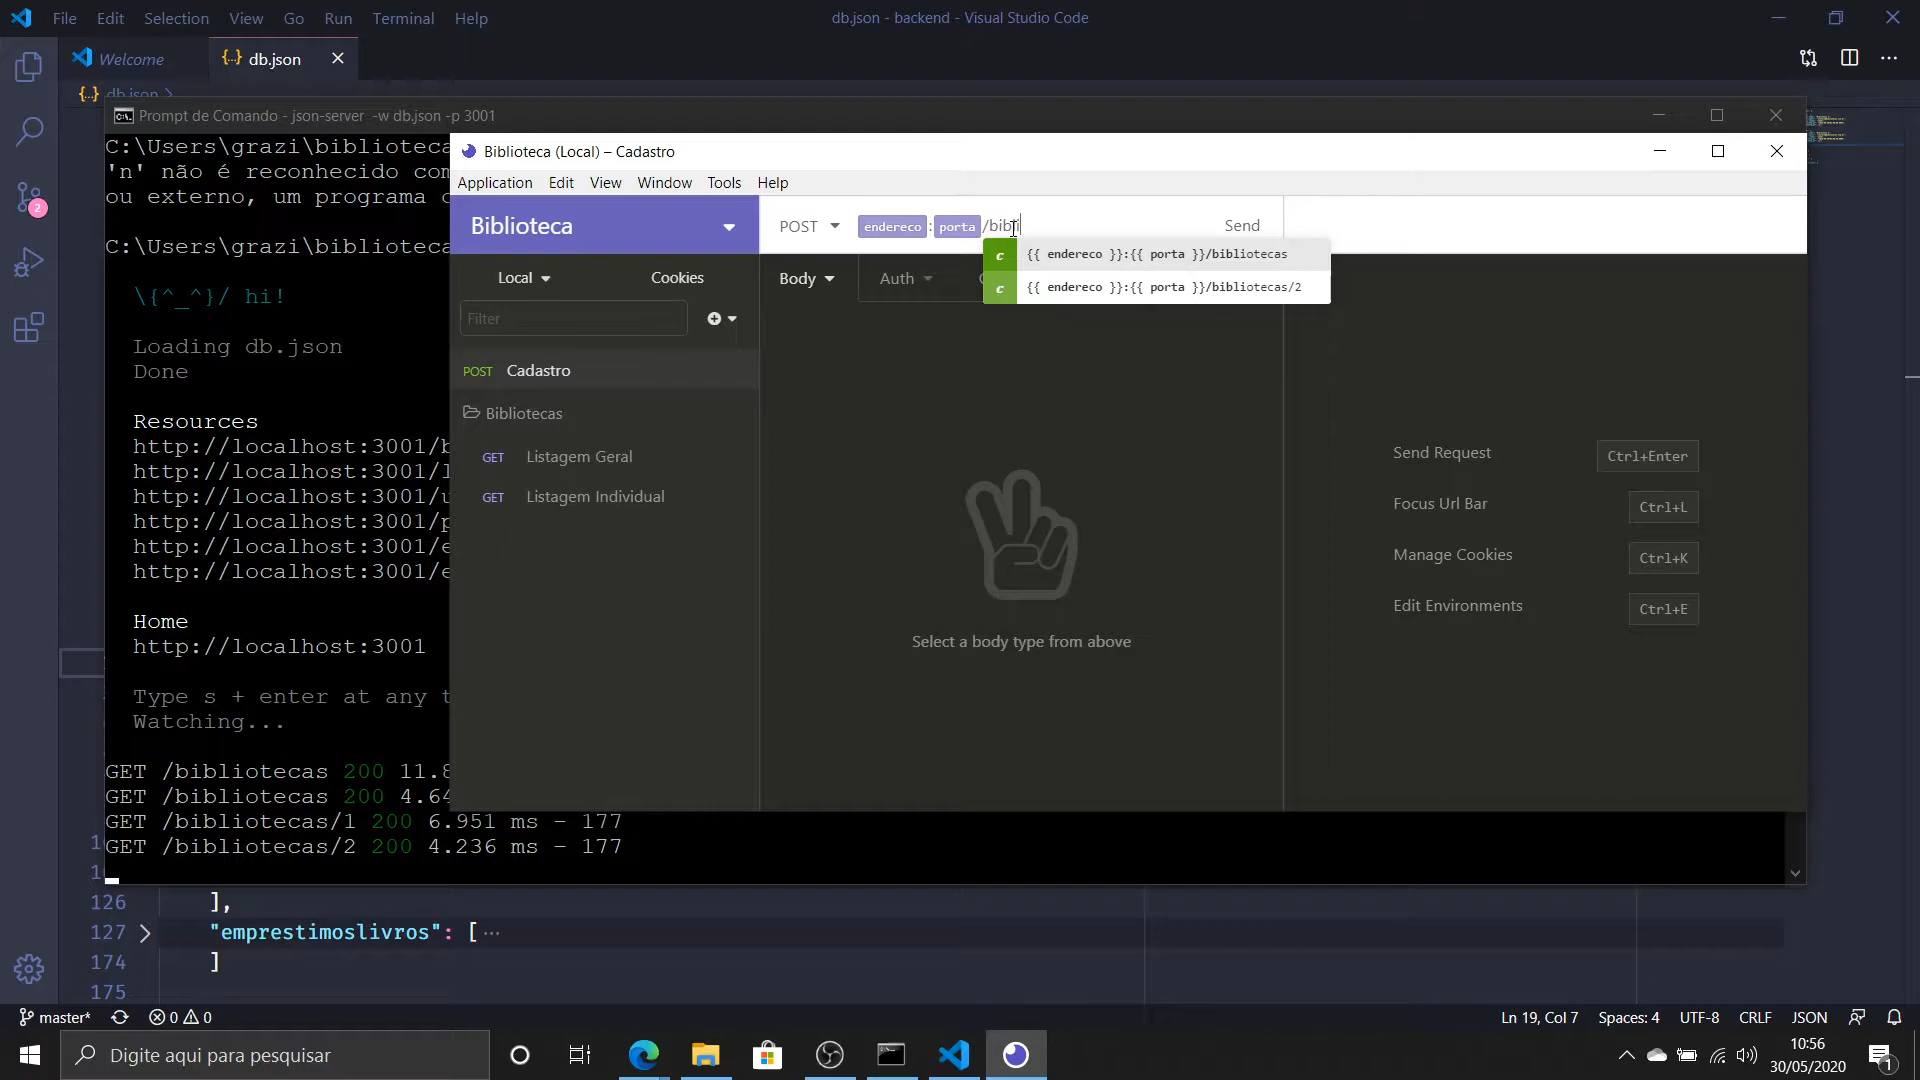 File Edit Selection View Go Run Terminal Help
db.json - backend - Visual Studio Code
Welcome
{..} db.json
{..} db.json >
Prompt de Comando - json-server -w db.json -p 3001
C:\Users\grazi\biblioteca
'n' não é reconhecido com
ou externo, um programa o
C:\Users\grazi\biblioteca
\{^_^}/ hi!
Loading db.json
Done
Resources
http://localhost:3001/b
http://localhost:3001/l
http://localhost:3001/u
http://localhost:3001/p
http://localhost:3001/e
http://localhost:3001/e
Home
http://localhost:3001
Type s + enter at any t
Watching...
GET /bibliotecas 200 11.8
GET /bibliotecas 200 4.64
GET /bibliotecas/1 200 6.951 ms - 177
GET /bibliotecas/2 200 4.236 ms - 177
Biblioteca (Local) – Cadastro
Application Edit View Window Tools Help
Biblioteca
POST endereco:porta/bibli
Send
c {{ endereco }}:{{ porta }}/bibliotecas
c {{ endereco }}:{{ porta }}/bibliotecas/2
Local
Cookies
Filter
POST Cadastro
Bibliotecas
GET Listagem Geral
GET Listagem Individual
Body
Auth
Select a body type from above
Send Request Ctrl+Enter
Focus Url Bar Ctrl+L
Manage Cookies Ctrl+K
Edit Environments Ctrl+E
126 ],
127 "emprestimoslivros": [ ...
174 ]
175
2
master*
0 0
Ln 19, Col 7 Spaces: 4 UTF-8 CRLF JSON
Digite aqui para pesquisar
10:56
30/05/2020
1